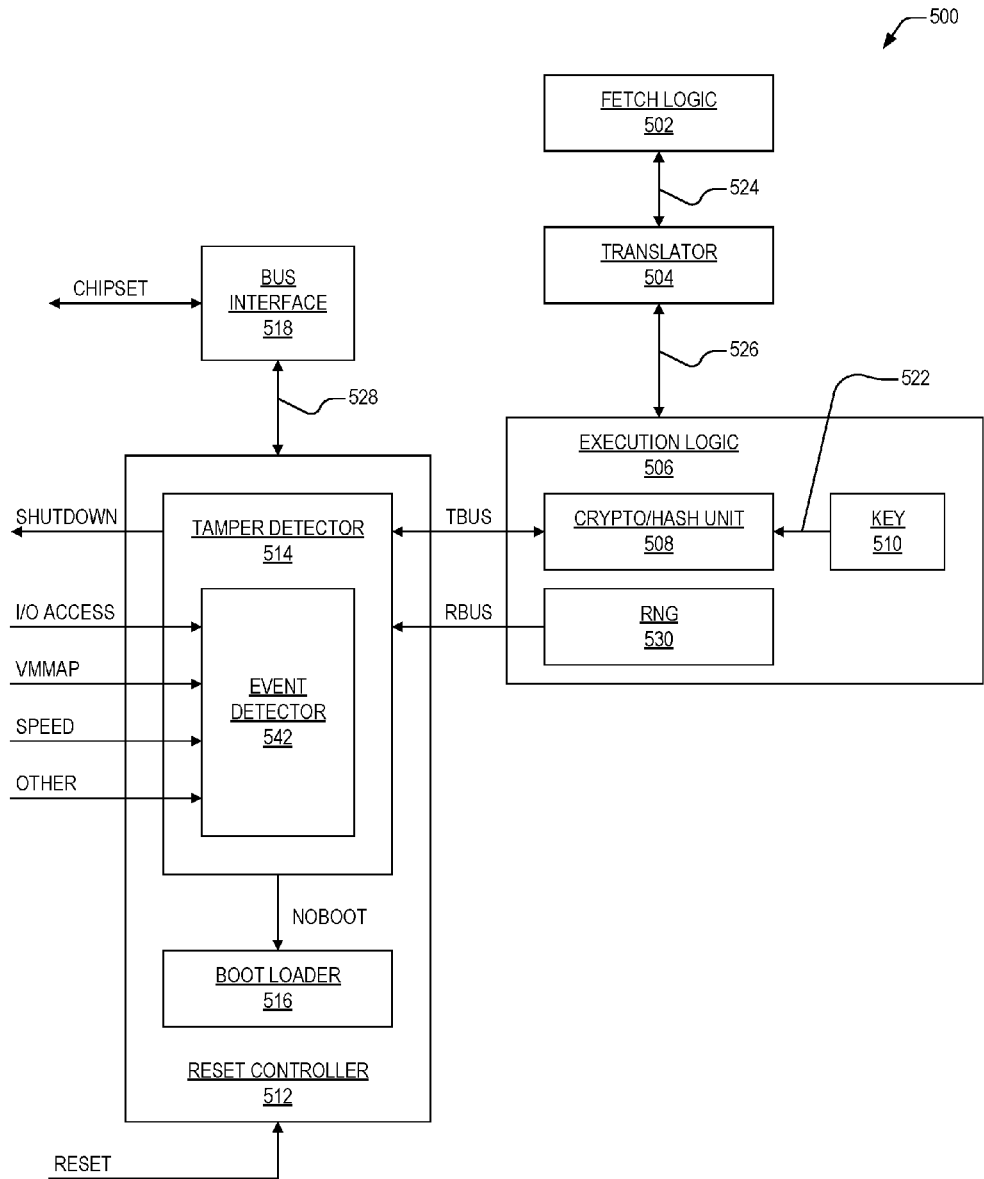 500
FETCH LOGIC
502
524
TRANSLATOR
504
BUS
INTERFACE
518
CHIPSET
526
522
528
EXECUTION LOGIC
506
SHUTDOWN
TAMPER DETECTOR
514
TBUS
CRYPTO/HASH UNIT
508
KEY
510
I/O ACCESS
RBUS
RNG
530
VMMAP
EVENT
DETECTOR
542
SPEED
OTHER
NOBOOT
BOOT LOADER
516
RESET CONTROLLER
512
RESET